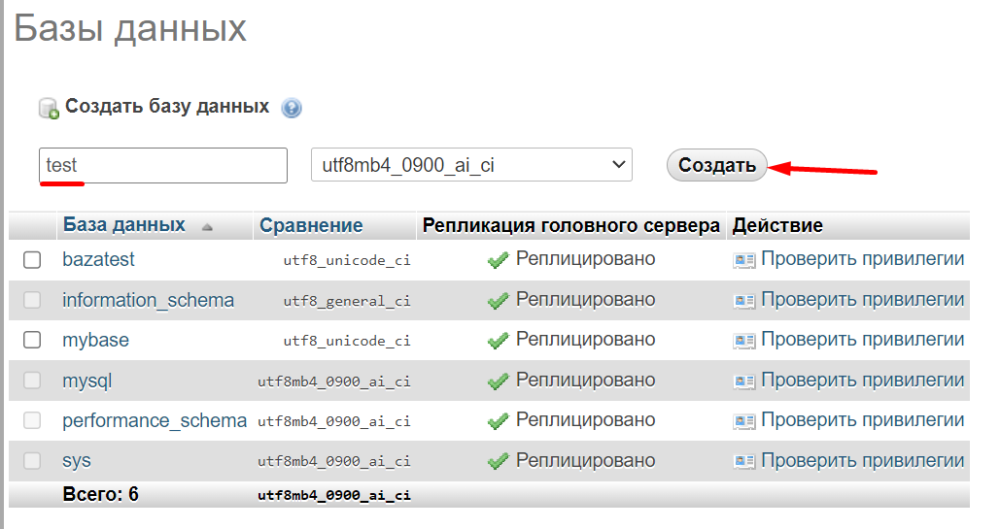 Базы данных
Создать базу данных
test utf8mb4_0900_ai_ci Создать
База данных Сравнение Репликация головного сервера Действие
bazatest utf8_unicode_ci Реплицировано Проверить привилегии
information_schema utf8_general_ci Реплицировано Проверить привилегии
mybase utf8_unicode_ci Реплицировано Проверить привилегии
mysql utf8mb4_0900_ai_ci Реплицировано Проверить привилегии
performance_schema utf8mb4_0900_ai_ci Реплицировано Проверить привилегии
sys utf8mb4_0900_ai_ci Реплицировано Проверить привилегии
Всего: 6 utf8mb4_0900_ai_ci